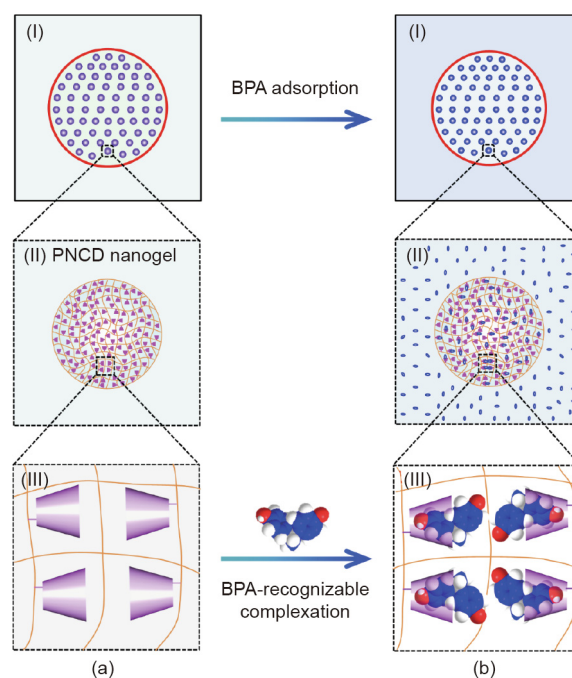 (I)
BPA adsorption
(I)
(II) PNCD nanogel
(II)
(III)
BPA-recognizable
complexation
(III)
(a)
(b)